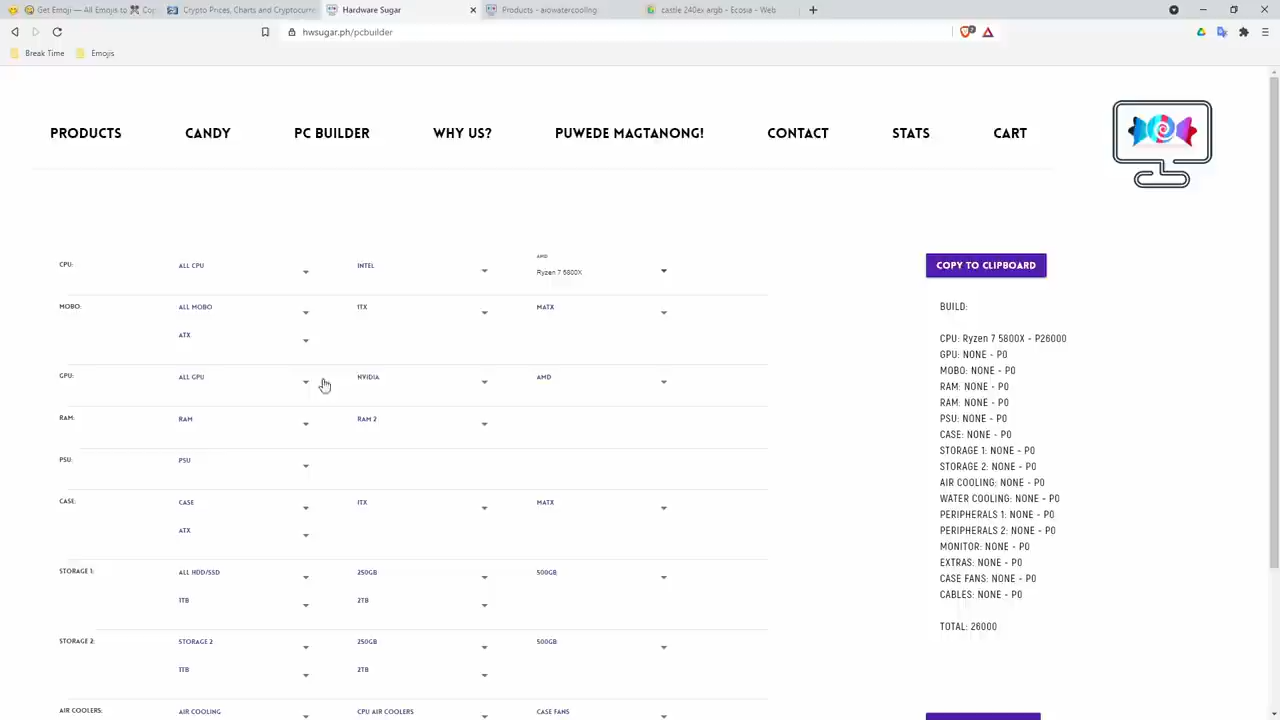 Get Emoji — All Emojis to ✂ Cop
Crypto Prices, Charts and Cryptocurr
Hardware Sugar
Products - aiowatercooling
castle 240ex argb - Ecosia - Web
hwsugar.ph/pcbuilder
Break Time
Emojis
PRODUCTS
CANDY
PC BUILDER
WHY US?
PUWEDE MAGTANONG!
CONTACT
STATS
CART
CPU:
ALL CPU
INTEL
AMD
Ryzen 7 5800X
MOBO:
ALL MOBO
ITX
MATX
ATX
GPU:
ALL GPU
NVIDIA
AMD
RAM:
RAM
RAM 2
PSU:
PSU
CASE:
CASE
ITX
MATX
ATX
STORAGE 1:
ALL HDD/SSD
250GB
500GB
1TB
2TB
STORAGE 2:
STORAGE 2
250GB
500GB
1TB
2TB
AIR COOLERS:
AIR COOLING
CPU AIR COOLERS
CASE FANS
COPY TO CLIPBOARD
BUILD:
CPU: Ryzen 7 5800X - P26000
GPU: NONE - P0
MOBO: NONE - P0
RAM: NONE - P0
RAM: NONE - P0
PSU: NONE - P0
CASE: NONE - P0
STORAGE 1: NONE - P0
STORAGE 2: NONE - P0
AIR COOLING: NONE - P0
WATER COOLING: NONE - P0
PERIPHERALS 1: NONE - P0
PERIPHERALS 2: NONE - P0
MONITOR: NONE - P0
EXTRAS: NONE - P0
CASE FANS: NONE - P0
CABLES: NONE - P0
TOTAL: 26000